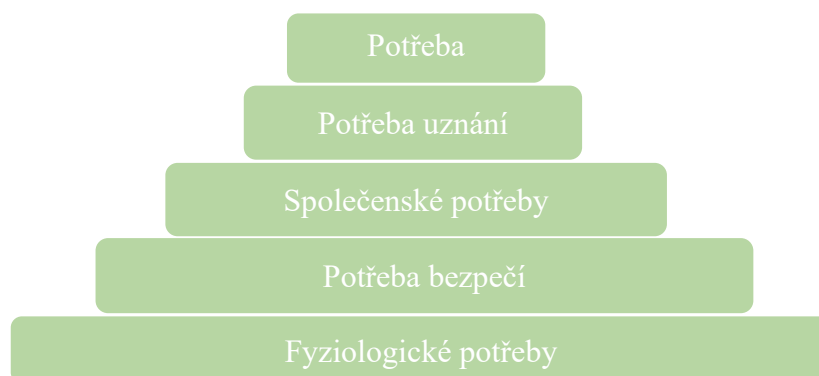 Potřeba
Potřeba uznání
Společenské potřeby
Potřeba bezpečí
Fyziologické potřeby